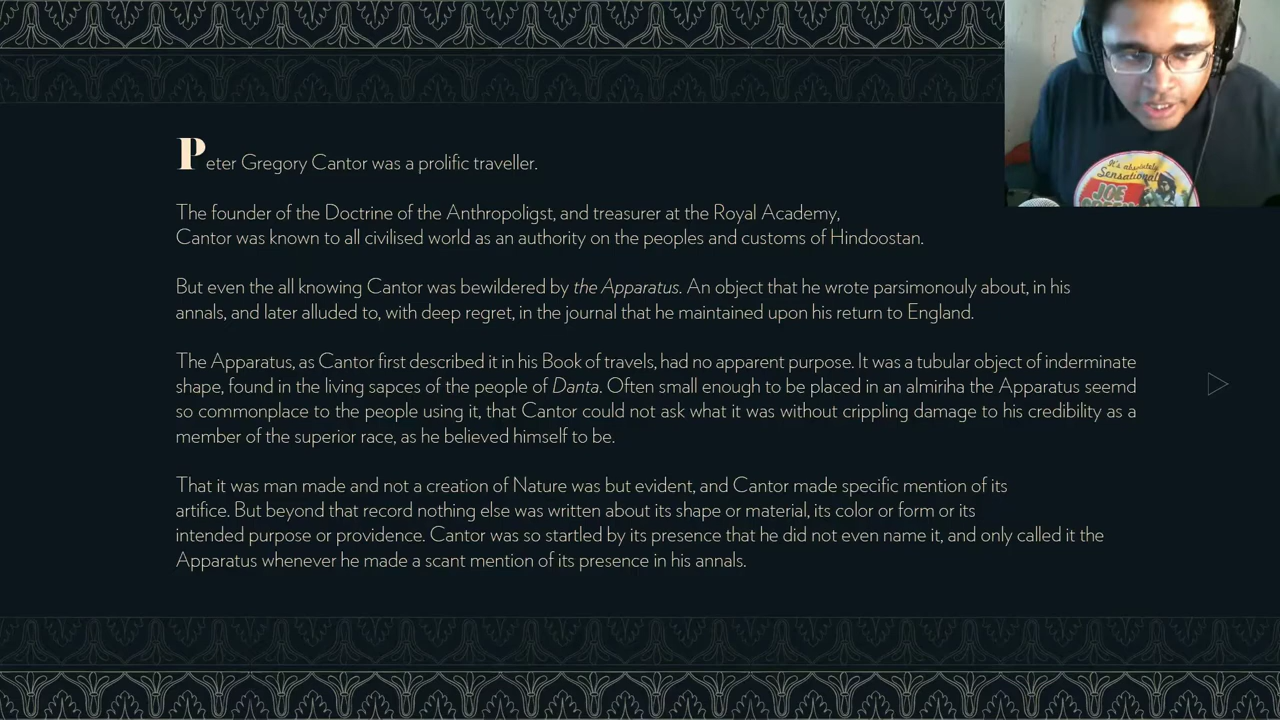 Peter Gregory Cantor was a prolific traveller.
The founder of the Doctrine of the Anthropoligst, and treasurer at the Royal Academy,
Cantor was known to all civilised world as an authority on the peoples and customs of Hindoostan.
But even the all knowing Cantor was bewildered by the Apparatus. An object that he wrote parsimonouly about, in his
annals, and later alluded to, with deep regret, in the journal that he maintained upon his return to England.
The Apparatus, as Cantor first described it in his Book of travels, had no apparent purpose. It was a tubular object of inderminate
shape, found in the living sapces of the people of Danta. Often small enough to be placed in an almiriha the Apparatus seemd
so commonplace to the people using it, that Cantor could not ask what it was without crippling damage to his credibility as a
member of the superior race, as he believed himself to be.
That it was man made and not a creation of Nature was but evident, and Cantor made specific mention of its
artifice. But beyond that record nothing else was written about its shape or material, its color or form or its
intended purpose or providence. Cantor was so startled by its presence that he did not even name it, and only called it the
Apparatus whenever he made a scant mention of its presence in his annals.
It's absolutely
Sensational
JOE